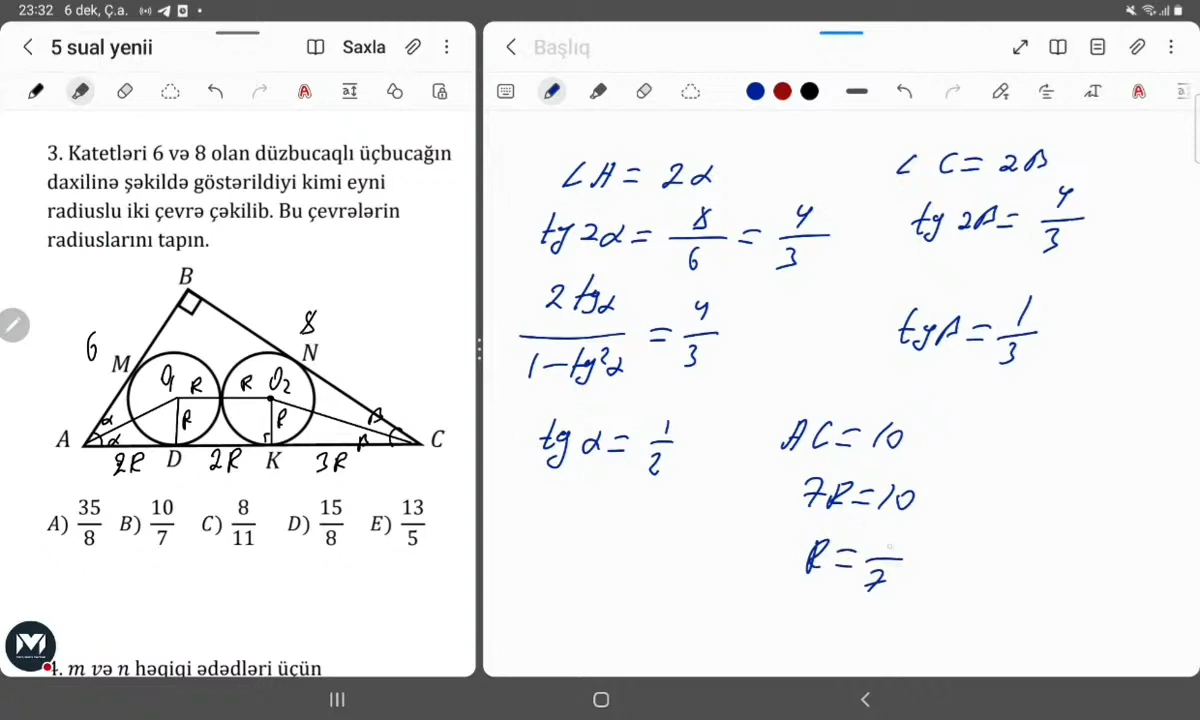 23:32 6 dek, Ç.a.
5 sual yenii
Saxla
Başlıq
3. Katetləri 6 və 8 olan düzbucaqlı üçbucağın
daxilinə şəkildə göstərildiyi kimi eyni
radiuslu iki çevrə çəkilib. Bu çevrələrin
radiuslarını tapın.
B
6
8
M
N
O₁ R
R O₂
α
R
R
β
A
α
β
C
2R D 2R K 3R
A) 35/8 B) 10/7 C) 8/11 D) 15/8 E) 13/5
4. m və n həqiqi ədədləri üçün
∠A = 2α
tg 2α = 8/6 = 4/3
2 tgα / 1 - tg²α = 4/3
tg α = 1/2
∠ C = 2β
tg 2β = 4/3
tg β = 1/3
AC = 10
7R = 10
R = /7